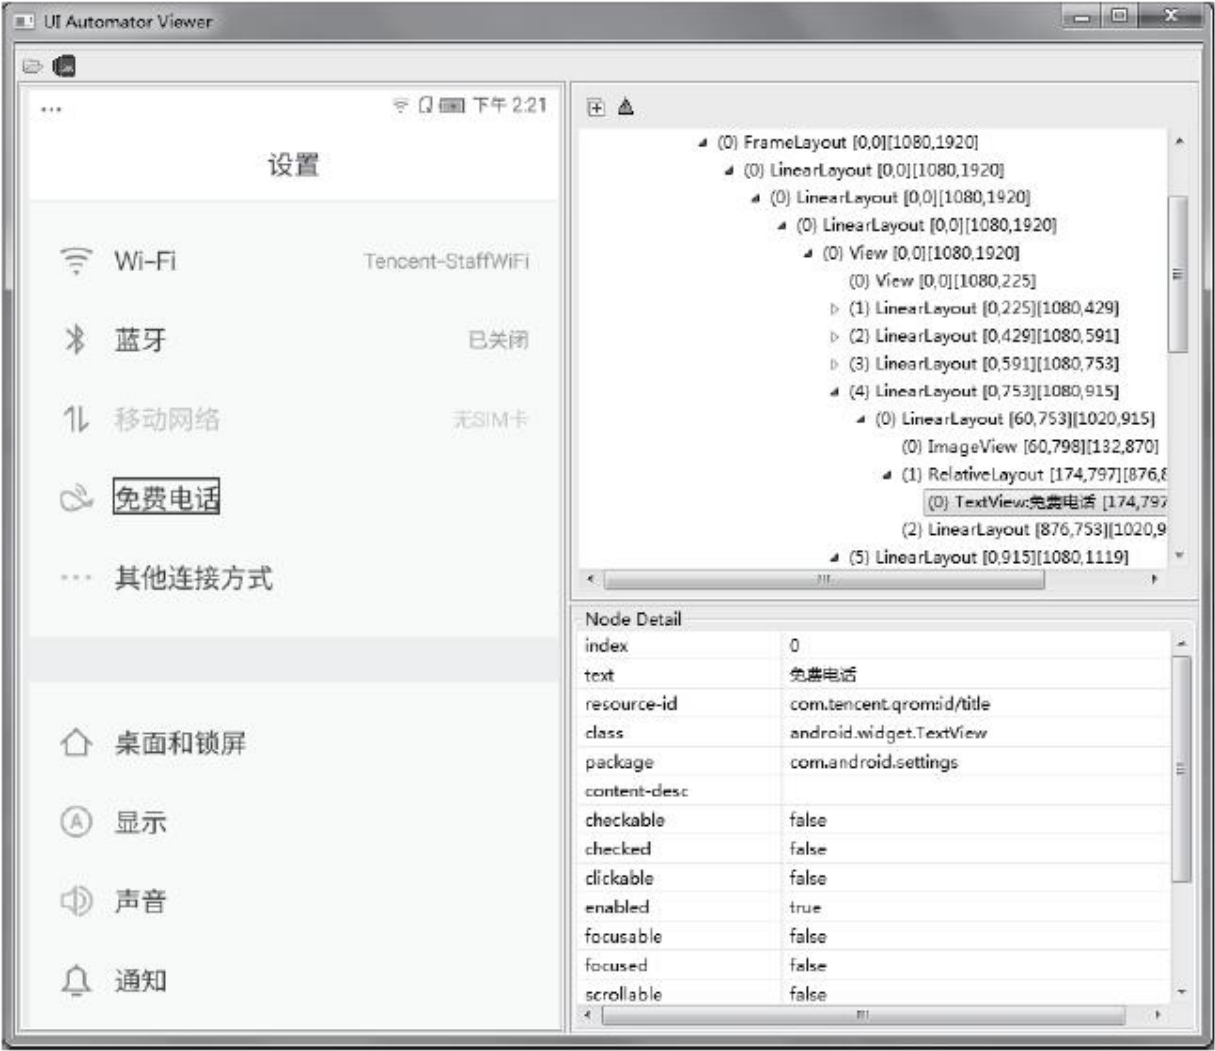 UI Automator Viewer
下午 2:21
设置
Wi-Fi Tencent-StaffWiFi
蓝牙 已关闭
移动网络 无SIM卡
免费电话
其他连接方式
桌面和锁屏
显示
声音
通知
(0) FrameLayout [0,0][1080,1920]
(0) LinearLayout [0,0][1080,1920]
(0) LinearLayout [0,0][1080,1920]
(0) LinearLayout [0,0][1080,1920]
(0) View [0,0][1080,1920]
(0) View [0,0][1080,225]
(1) LinearLayout [0,225][1080,429]
(2) LinearLayout [0,429][1080,591]
(3) LinearLayout [0,591][1080,753]
(4) LinearLayout [0,753][1080,915]
(0) LinearLayout [60,753][1020,915]
(0) ImageView [60,798][132,870]
(1) RelativeLayout [174,797][876,8
(0) TextView:免费电话 [174,797
(2) LinearLayout [876,753][1020,9
(5) LinearLayout [0,915][1080,1119]
Node Detail
index 0
text 免费电话
resource-id com.tencent.qrom:id/title
class android.widget.TextView
package com.android.settings
content-desc
checkable false
checked false
clickable false
enabled true
focusable false
focused false
scrollable false